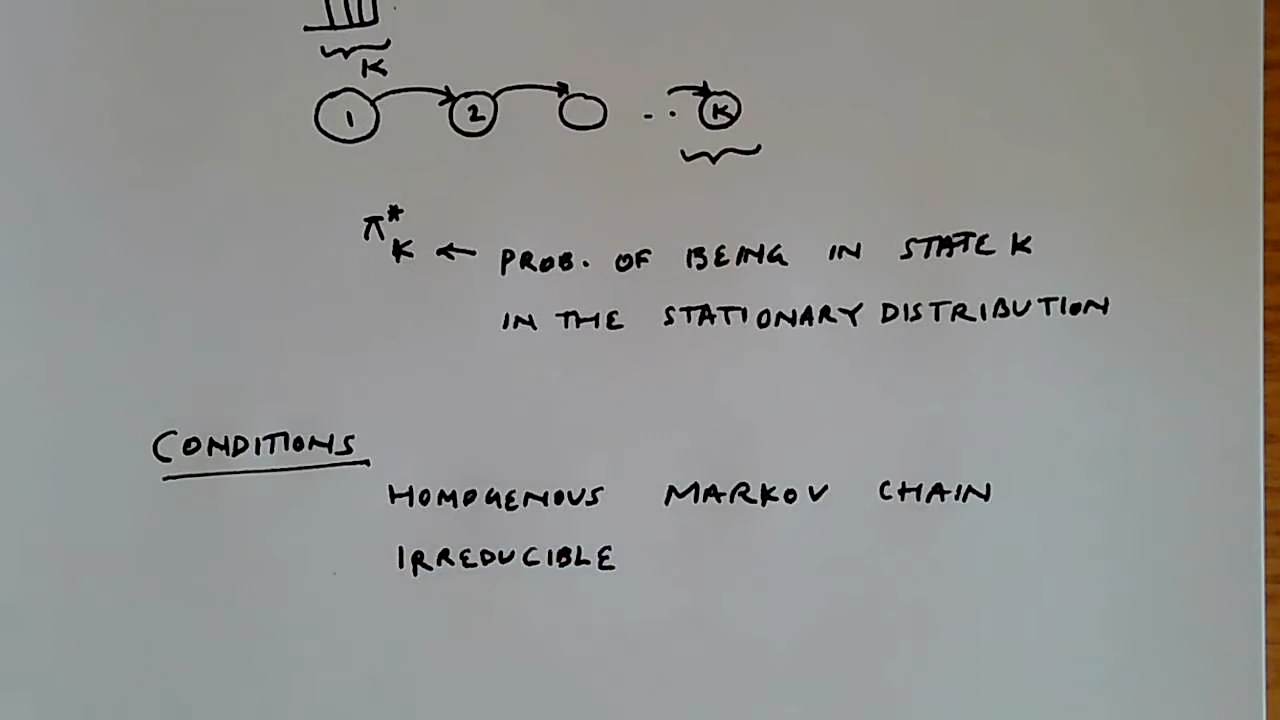 K
1 2 .. K
π*K ← PROB. OF BEING IN STATE K
IN THE STATIONARY DISTRIBUTION
CONDITIONS
HOMOGENOUS MARKOV CHAIN
IRREDUCIBLE